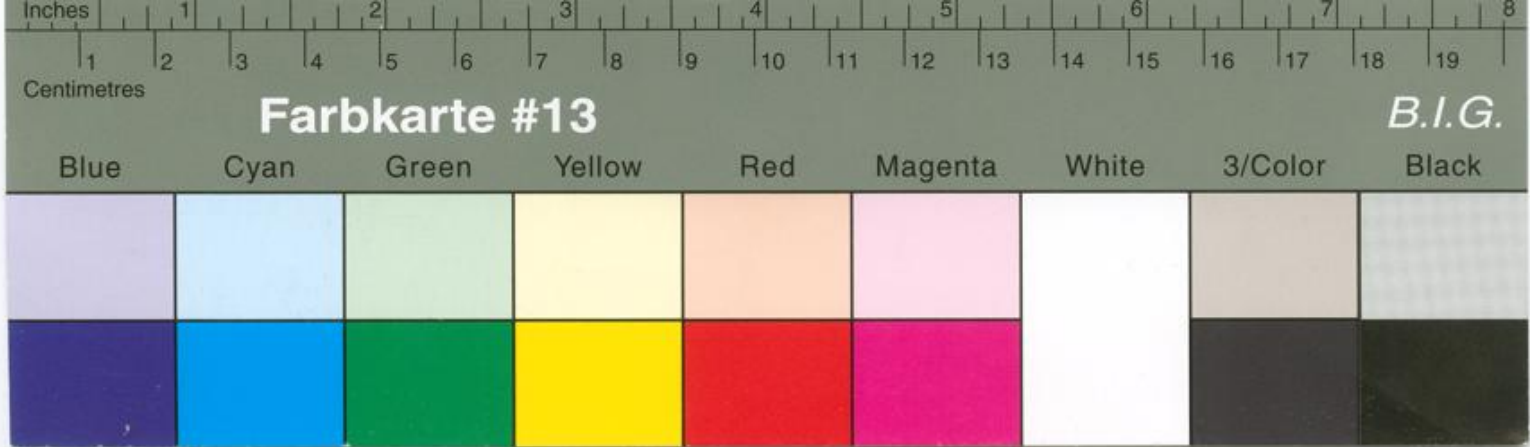 Inches 1 2 3 4 5 6 7 8
1 2 3 4 5 6 7 8 9 10 11 12 13 14 15 16 17 18 19
Centimetres
Farbkarte #13 B.I.G.
Blue Cyan Green Yellow Red Magenta White 3/Color Black